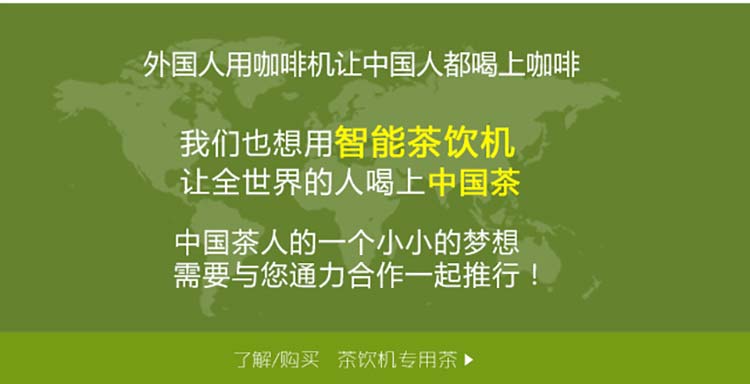 外国人用咖啡机让中国人都喝上咖啡
我们也想用智能茶饮机
让全世界的人喝上中国茶
中国茶人的一个小小的梦想
需要与您通力合作一起推行！
了解/购买 茶饮机专用茶